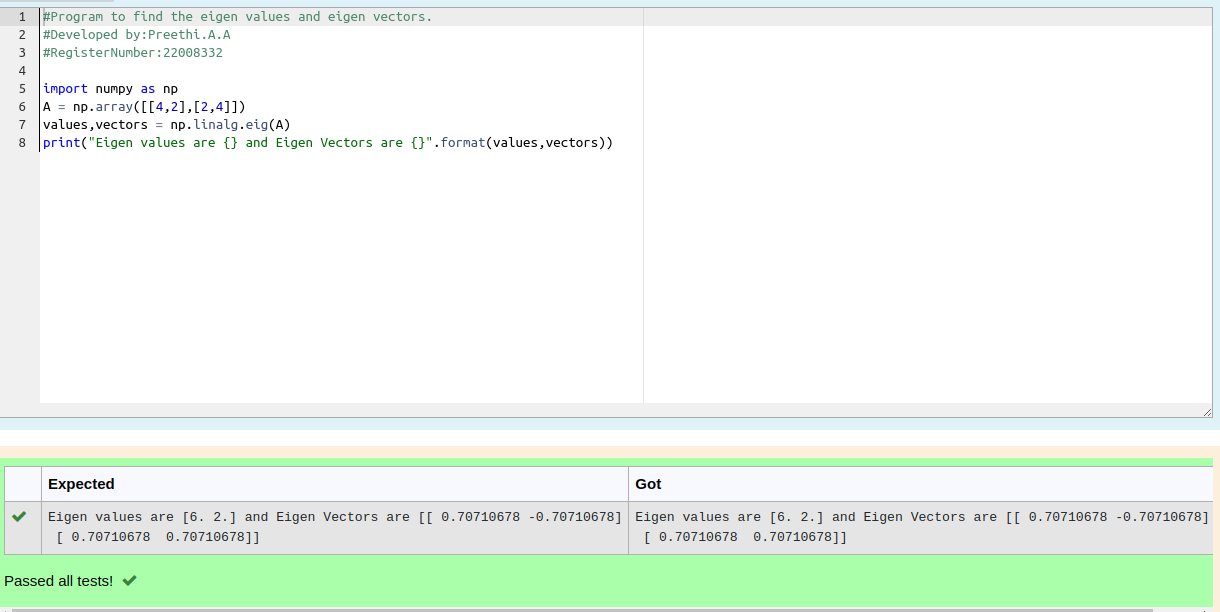 1 #Program to find the eigen values and eigen vectors.
2 #Developed by:Preethi.A.A
3 #RegisterNumber:22008332
4
5 import numpy as np
6 A = np.array([[4,2],[2,4]])
7 values,vectors = np.linalg.eig(A)
8 print("Eigen values are {} and Eigen Vectors are {}".format(values,vectors))
Expected Got
Eigen values are [6. 2.] and Eigen Vectors are [[ 0.70710678 -0.70710678] Eigen values are [6. 2.] and Eigen Vectors are [[ 0.70710678 -0.70710678]
[ 0.70710678  0.70710678]] [ 0.70710678  0.70710678]]
Passed all tests!